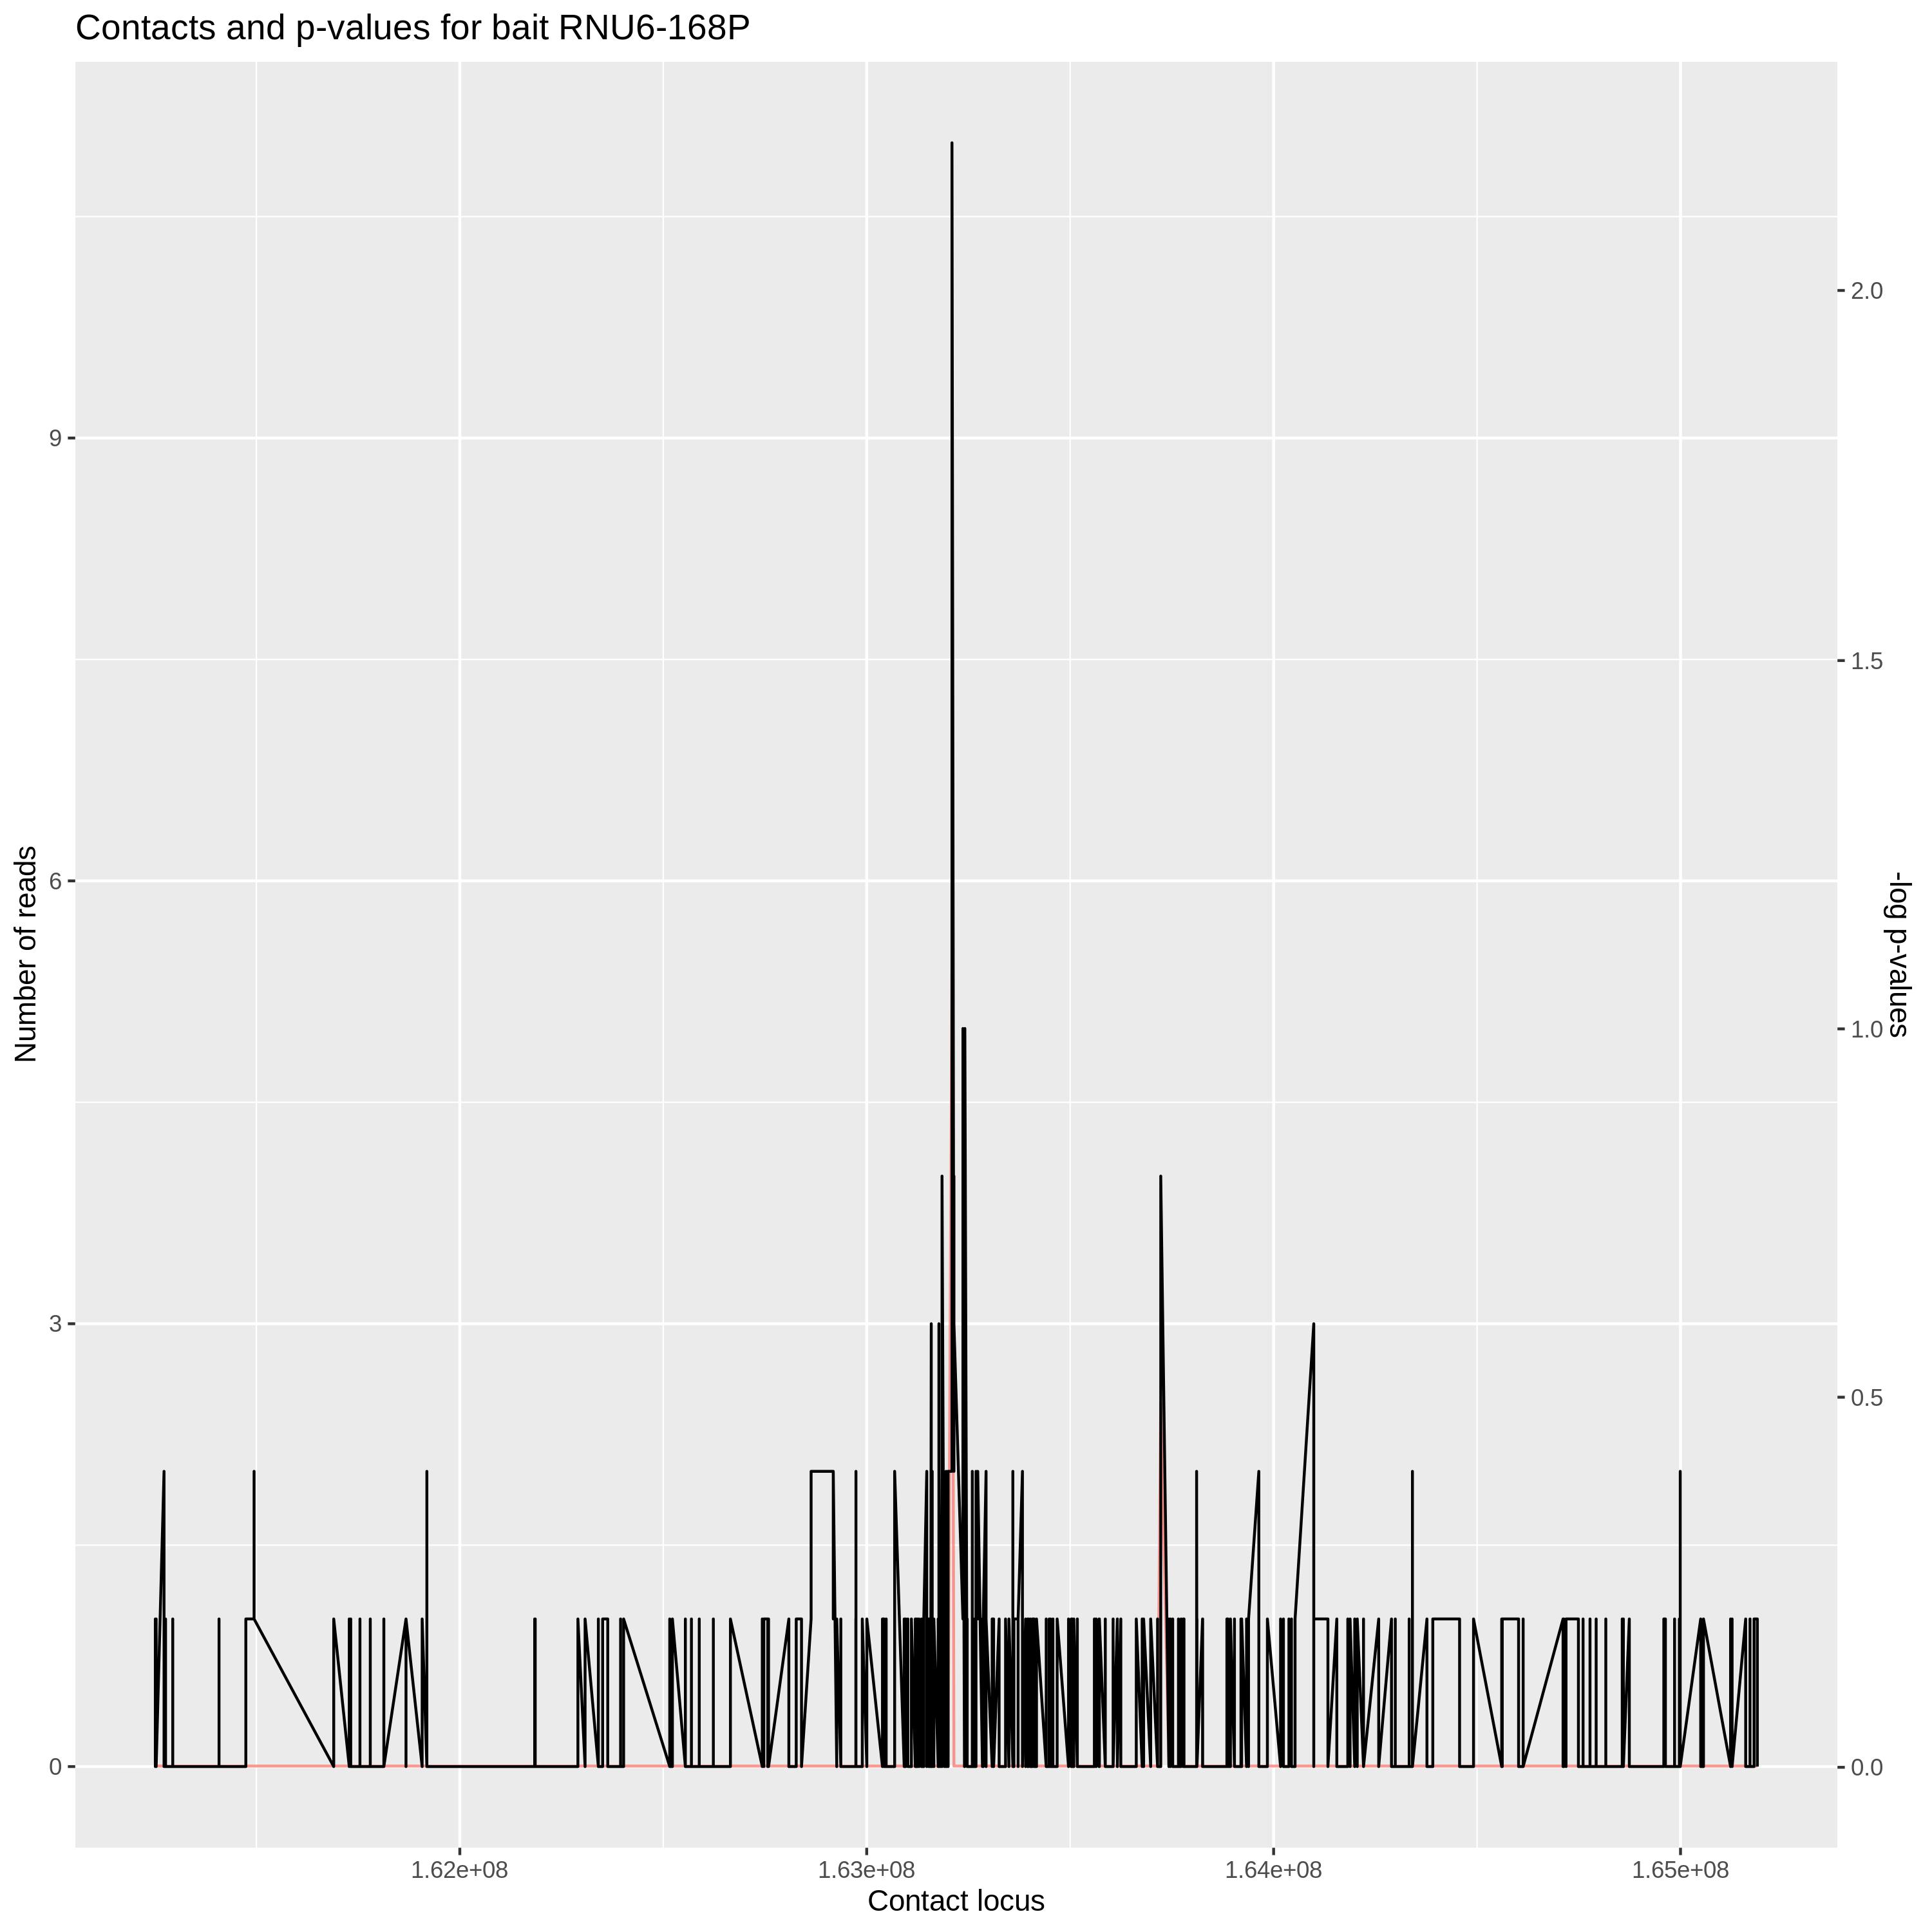 Contacts and p-values for bait RNU6-168P
Number of reads
9
6
3
0
2.0
1.5
1.0
0.5
0.0
-log p-values
1.62e+08
1.63e+08
1.64e+08
1.65e+08
Contact locus